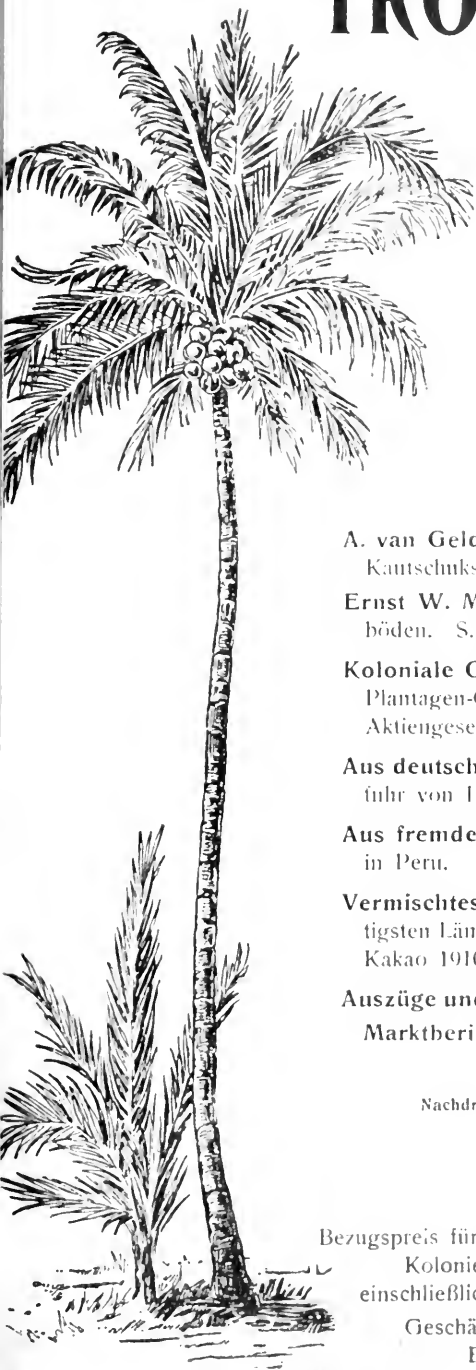 TRO
A. van Geld
Kautschuks
Ernst W. M
böden. S.
Koloniale G
Plantagen-
Aktiengese
Aus deutsch
fuhr von
Aus fremde
in Peru.
Vermischtes
tigsten Län
Kakao 1910
Auszüge und
Marktberi
Nachdr
Bezugspreis für
Kolonie
einschließlic
Geschä